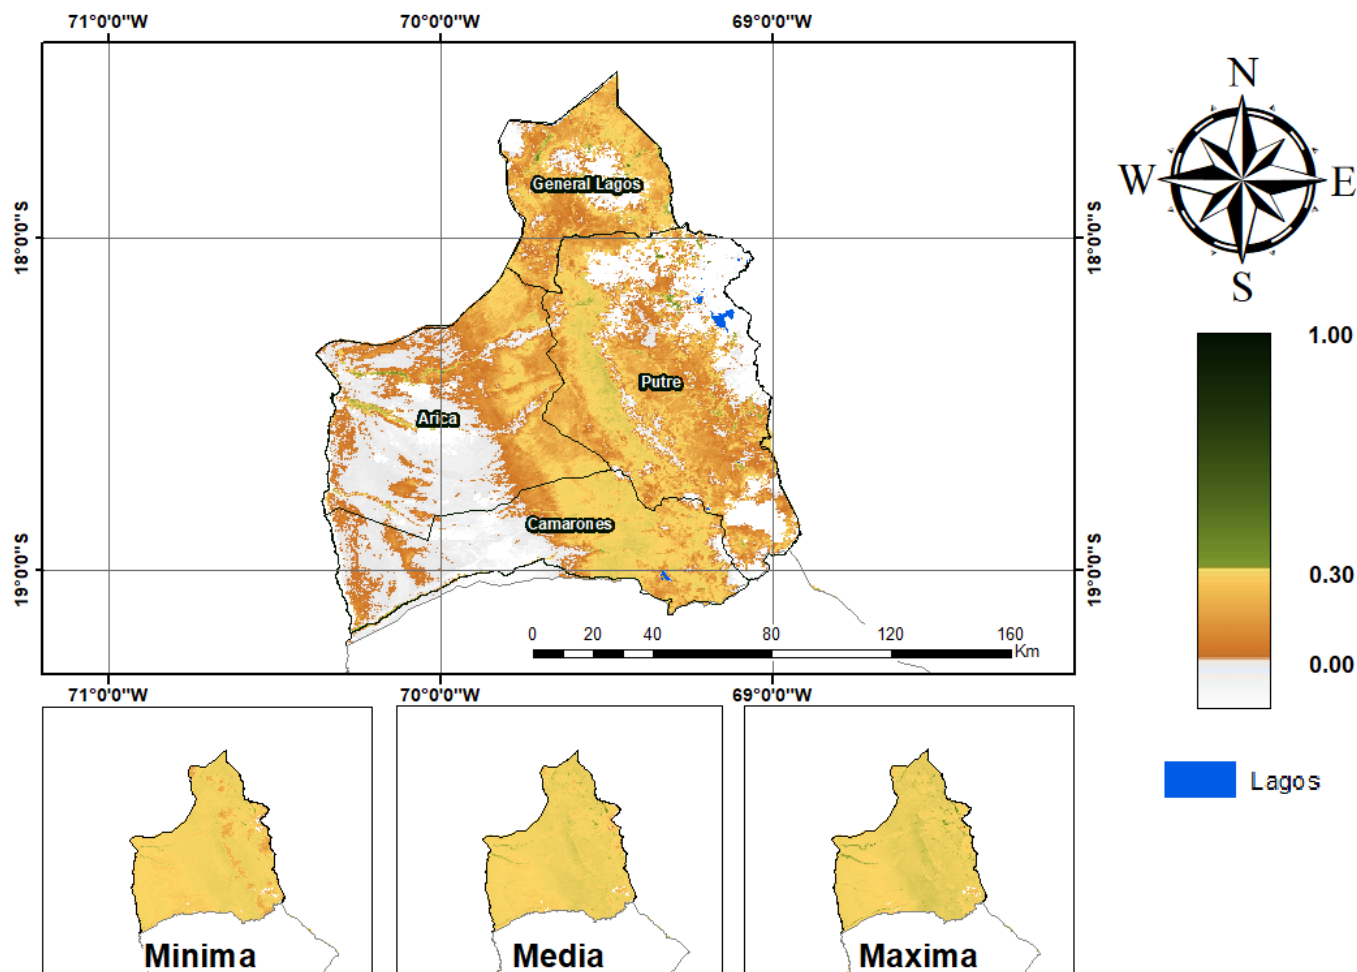 71°0'0"W 70°0'0"W 69°0'0"W
N
W E
S
18°0'0"S 18°0'0"S
19°0'0"S 19°0'0"S
General Lagos
Putre
Arica
Camarones
0 20 40 80 120 160
Km
71°0'0"W 70°0'0"W 69°0'0"W
1.00
0.30
0.00
Lagos
Minima Media Maxima